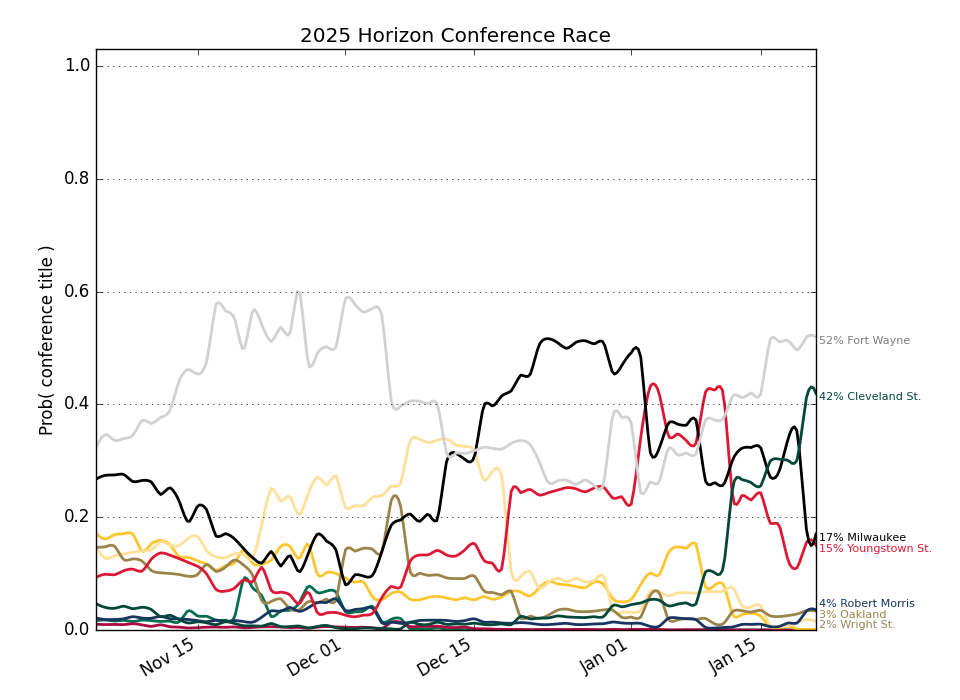 2025 Horizon Conference Race
Prob( conference title )
1.0
0.8
0.6
0.4
0.2
0.0
Nov 15
Dec 01
Dec 15
Jan 01
Jan 15
52% Fort Wayne
42% Cleveland St.
17% Milwaukee
15% Youngstown St.
4% Robert Morris
3% Oakland
2% Wright St.